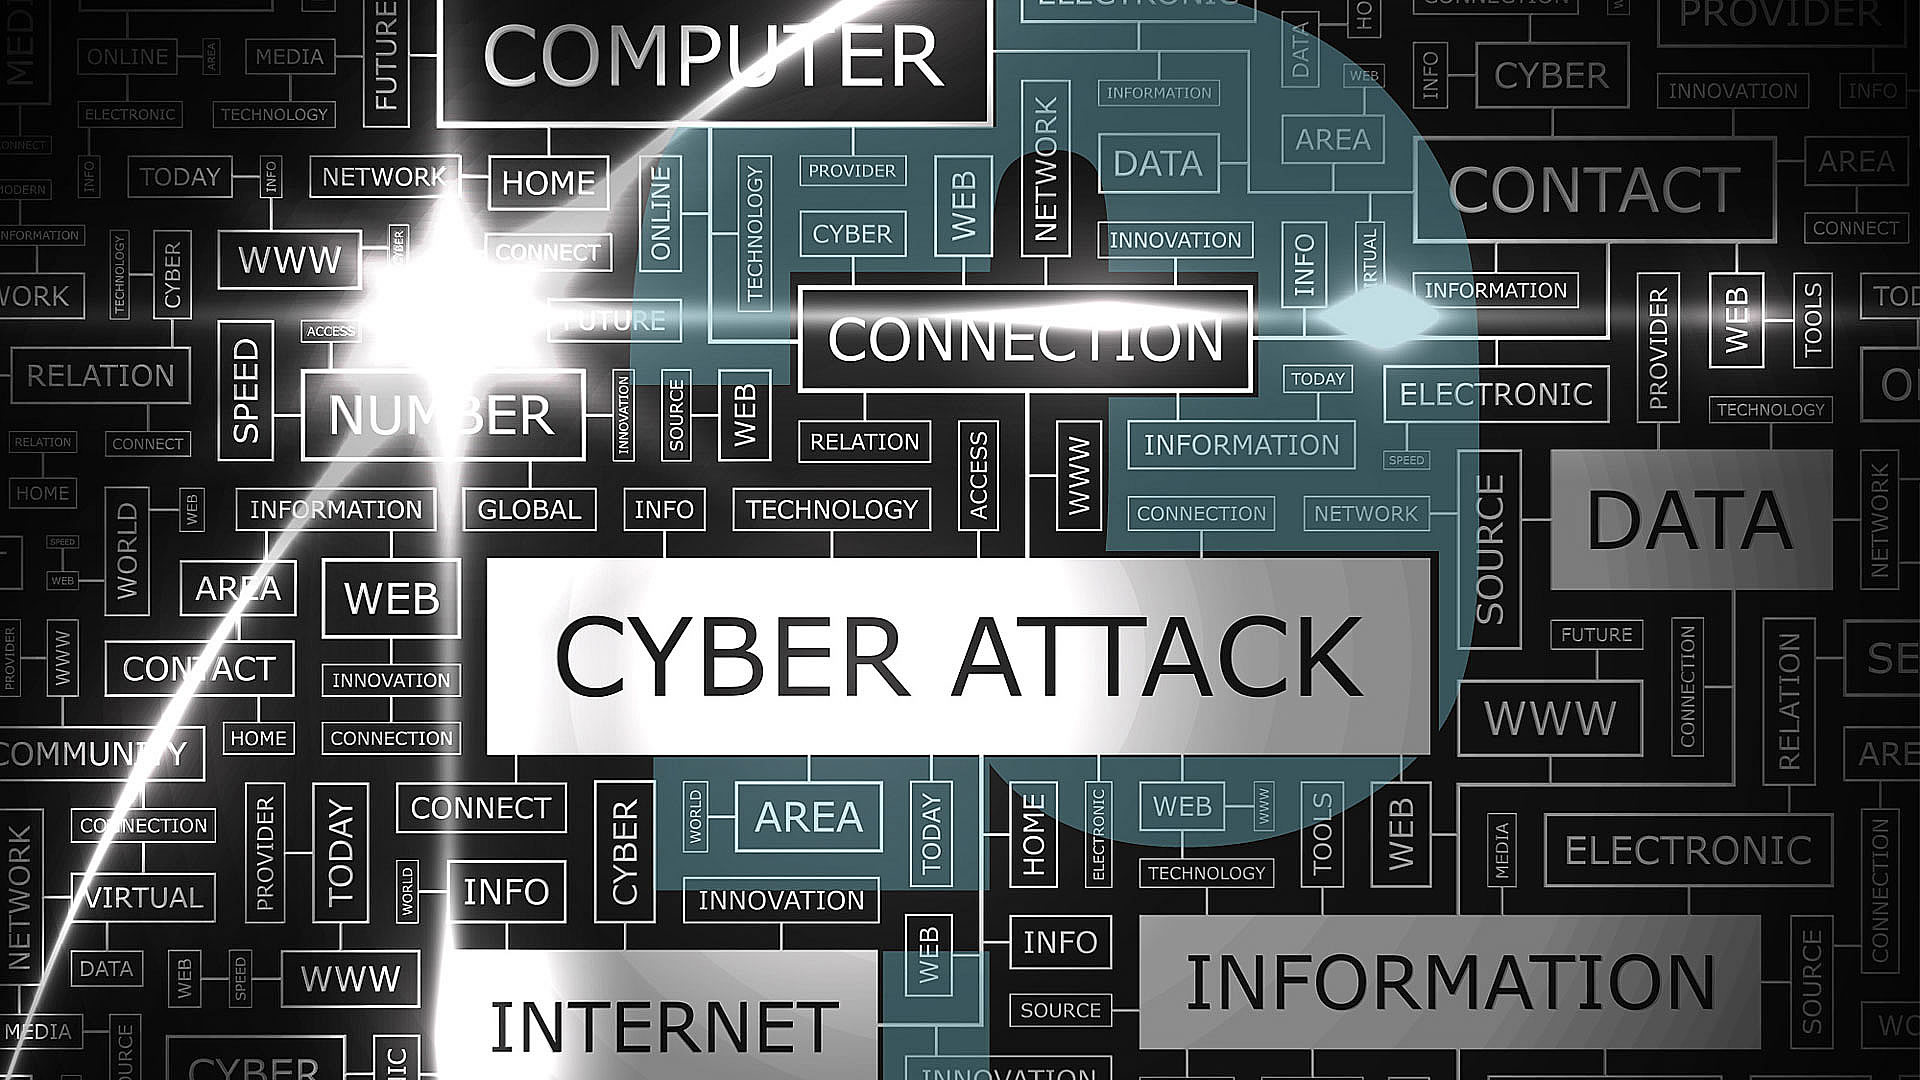 ELECTRONIC
CONNECTION
PROVIDER
COMPUTER
ONLINE
AREA
MEDIA
FUTURE
DATA
WEB
INFO
CYBER
INNOVATION
INFO
ELECTRONIC
TECHNOLOGY
INFORMATION
NETWORK
AREA
CONTACT
AREA
INFO
TODAY
INFO
NETWORK
HOME
ONLINE
TECHNOLOGY
PROVIDER
WEB
DATA
CYBER
INNOVATION
CONNECT
INFORMATION
TECHNOLOGY
CYBER
WWW
CYBER
CONNECT
INFO
VIRTUAL
INFORMATION
PROVIDER
WEB
TOOLS
WORK
ACCESS
FUTURE
CONNECTION
RELATION
SPEED
NUMBER
INNOVATION
SOURCE
WEB
TODAY
ELECTRONIC
TECHNOLOGY
RELATION
CONNECT
RELATION
ACCESS
WWW
INFORMATION
SPEED
SOURCE
DATA
NETWORK
HOME
WORLD
WEB
INFORMATION
GLOBAL
INFO
TECHNOLOGY
CONNECTION
NETWORK
SPEED
WEB
AREA
WEB
CYBER ATTACK
PROVIDER
WWW
CONTACT
INNOVATION
FUTURE
CONNECTION
RELATION
COMMUNITY
HOME
CONNECTION
WWW
CONNECTION
PROVIDER
TODAY
CONNECT
CYBER
WORLD
AREA
TODAY
HOME
ELECTRONIC
WEB
WWW
TOOLS
WEB
MEDIA
ELECTRONIC
CONNECTION
NETWORK
VIRTUAL
WORLD
INFO
INNOVATION
TECHNOLOGY
DATA
WEB
SPEED
WWW
WEB
INFO
INFORMATION
SOURCE
MEDIA
INTERNET
SOURCE
CYBER
INNOVATION